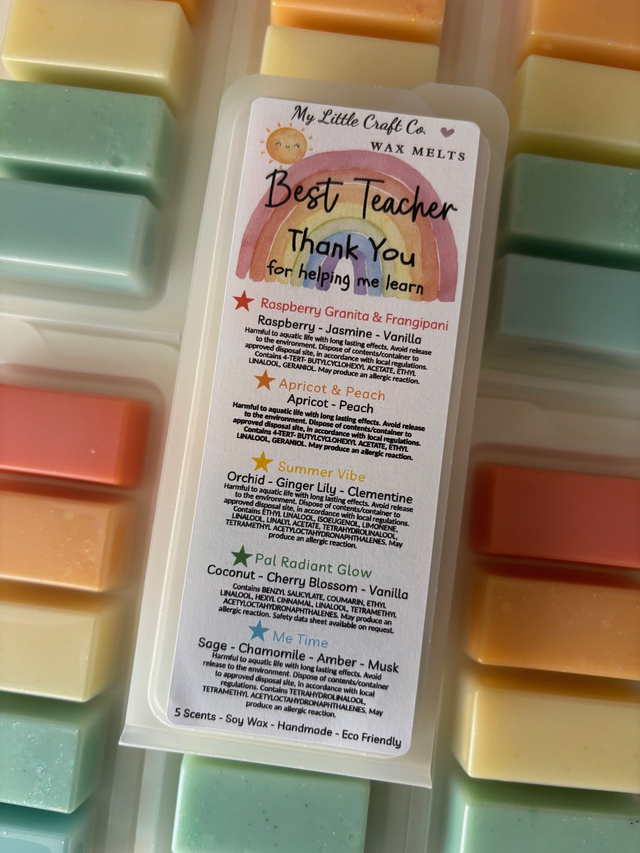 My Little Craft Co.
WAX MELTS
Best Teacher
Thank You
for helping me learn
Raspberry Granita & Frangipani
Raspberry - Jasmine - Vanilla
Harmful to aquatic life with long lasting effects. Avoid release
to the environment. Dispose of contents/container to
approved disposal site, in accordance with local regulations.
Contains 4-TERT- BUTYLCYCLOHEXYL ACETATE, ETHYL
LINALOOL, GERANIOL. May produce an allergic reaction.
Apricot & Peach
Apricot - Peach
Harmful to aquatic life with long lasting effects. Avoid release
to the environment. Dispose of contents/container to
approved disposal site, in accordance with local regulations.
Contains 4-TERT- BUTYLCYCLOHEXYL ACETATE, ETHYL
LINALOOL, GERANIOL. May produce an allergic reaction.
Summer Vibe
Orchid - Ginger Lily - Clementine
Harmful to aquatic life with long lasting effects. Avoid release
to the environment. Dispose of contents/container to
approved disposal site, in accordance with local regulations.
Contains ETHYL LINALOOL, ISOEUGENOL, LIMONENE,
LINALOOL, LINALYL ACETATE, TETRAHYDROLINALOOL,
TETRAMETHYL ACETYLOCTAHYDRONAPHTHALENES. May
produce an allergic reaction.
Pal Radiant Glow
Coconut - Cherry Blossom - Vanilla
Contains BENZYL SALICYLATE, COUMARIN, ETHYL
LINALOOL, HEXYL CINNAMAL, LINALOOL, TETRAMETHYL
ACETYLOCTAHYDRONAPHTHALENES. May produce an
allergic reaction. Safety data sheet available on request.
Me Time
Sage - Chamomile - Amber - Musk
Harmful to aquatic life with long lasting effects. Avoid
release to the environment. Dispose of contents/container
to approved disposal site, in accordance with local
regulations. Contains TETRAHYDROLINALOOL,
TETRAMETHYL ACETYLOCTAHYDRONAPHTHALENES. May
produce an allergic reaction.
5 Scents - Soy Wax - Handmade - Eco Friendly